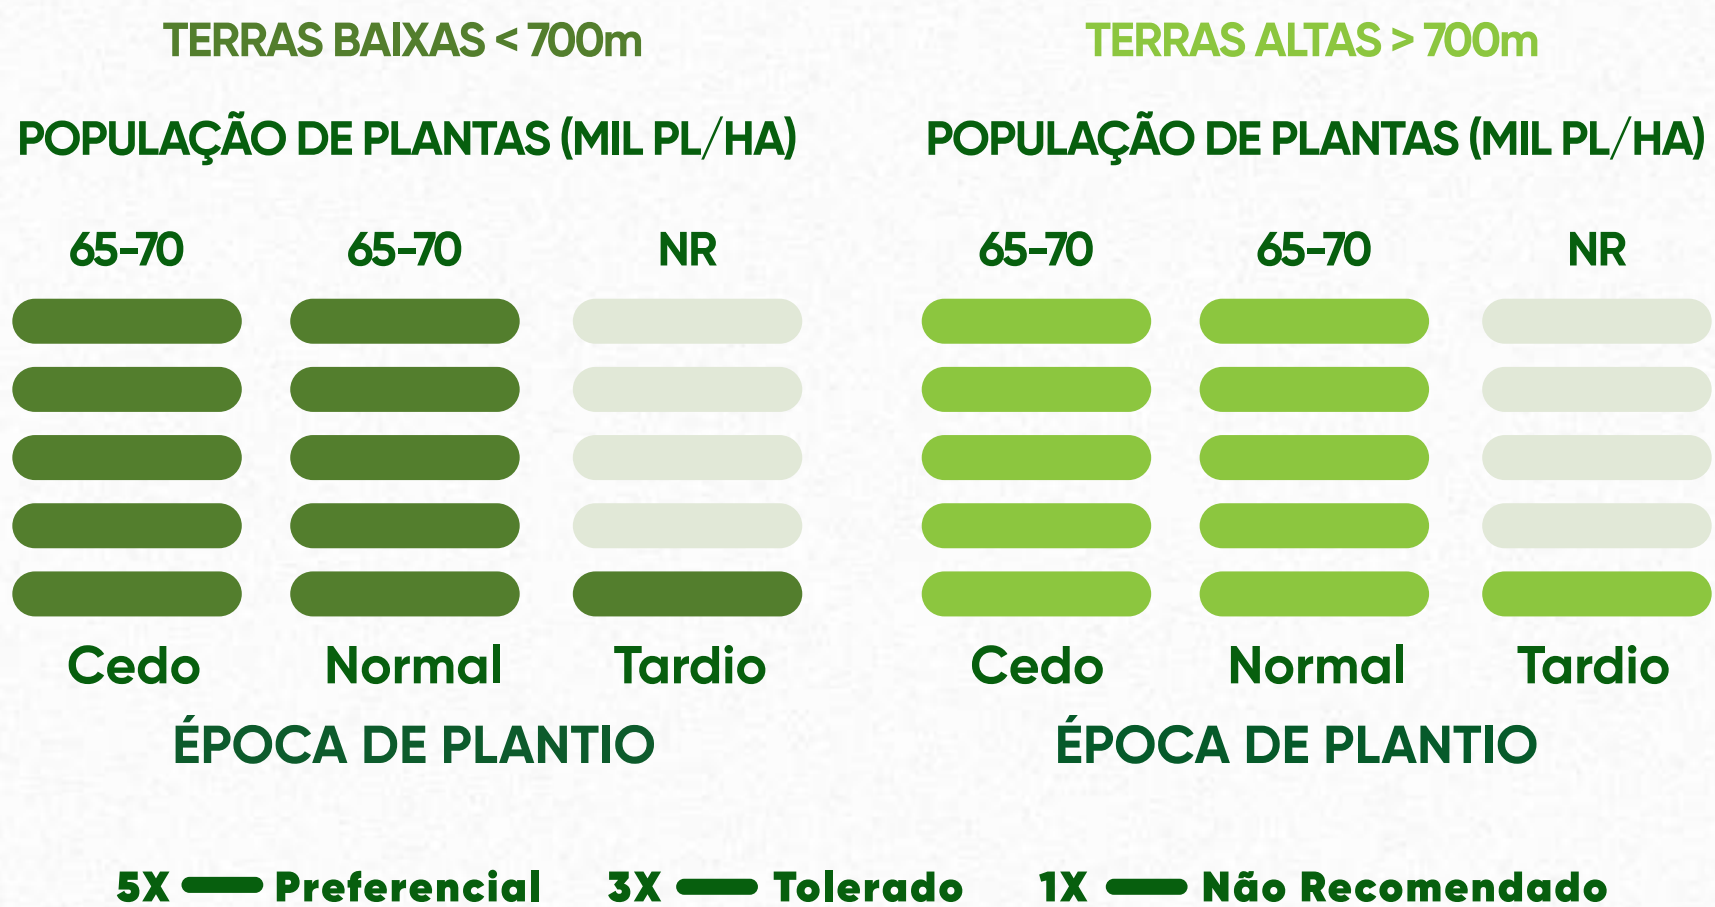 TERRAS BAIXAS < 700m
POPULAÇÃO DE PLANTAS (MIL PL/HA)
65-70 65-70 NR
Cedo Normal Tardio
ÉPOCA DE PLANTIO
TERRAS ALTAS > 700m
POPULAÇÃO DE PLANTAS (MIL PL/HA)
65-70 65-70 NR
Cedo Normal Tardio
ÉPOCA DE PLANTIO
5X Preferencial 3X Tolerado 1X Não Recomendado